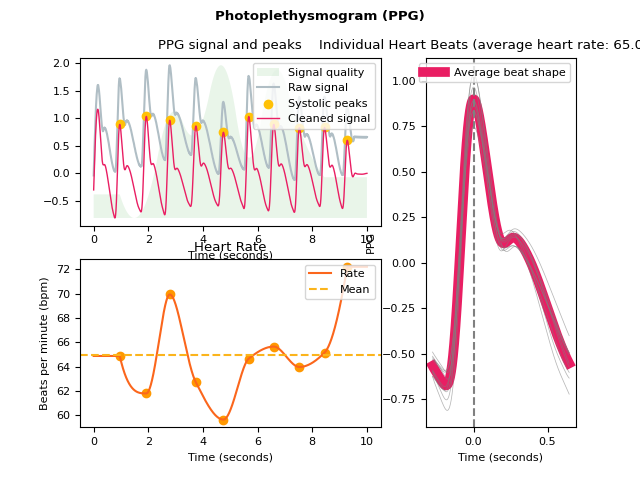 Photoplethysmogram (PPG)
PPG signal and peaks
Individual Heart Beats (average heart rate: 65.0
2.0
1.5
1.0
0.5
0.0
−0.5
Signal quality
Raw signal
Systolic peaks
Cleaned signal
0 2 4 6 8 10
Time (seconds)
Heart Rate
72
70
68
66
64
62
60
Beats per minute (bpm)
Rate
Mean
0 2 4 6 8 10
Time (seconds)
PPG
1.00
0.75
0.50
0.25
0.00
−0.25
−0.50
−0.75
Average beat shape
0.0 0.5
Time (seconds)